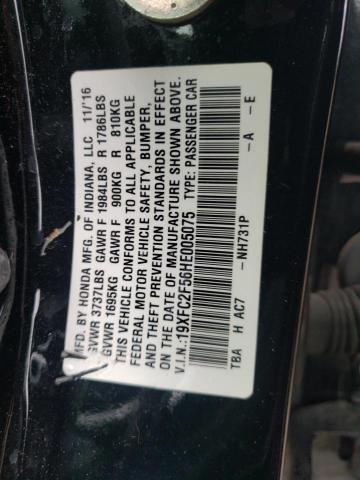 MFD. BY HONDA MFG. OF INDIANA, LLC 11/'16
GVWR 3737LBS GAWR F 1984LBS R 1786LBS
GVWR 1695KG GAWR F 900KG R 810KG
THIS VEHICLE CONFORMS TO ALL APPLICABLE
FEDERAL MOTOR VEHICLE SAFETY, BUMPER,
AND THEFT PREVENTION STANDARDS IN EFFECT
ON THE DATE OF MANUFACTURE SHOWN ABOVE.
V.I.N.: 19XFC2F50HE005075 TYPE: PASSENGER CAR
TBA H AC7 -NH731P -A -E